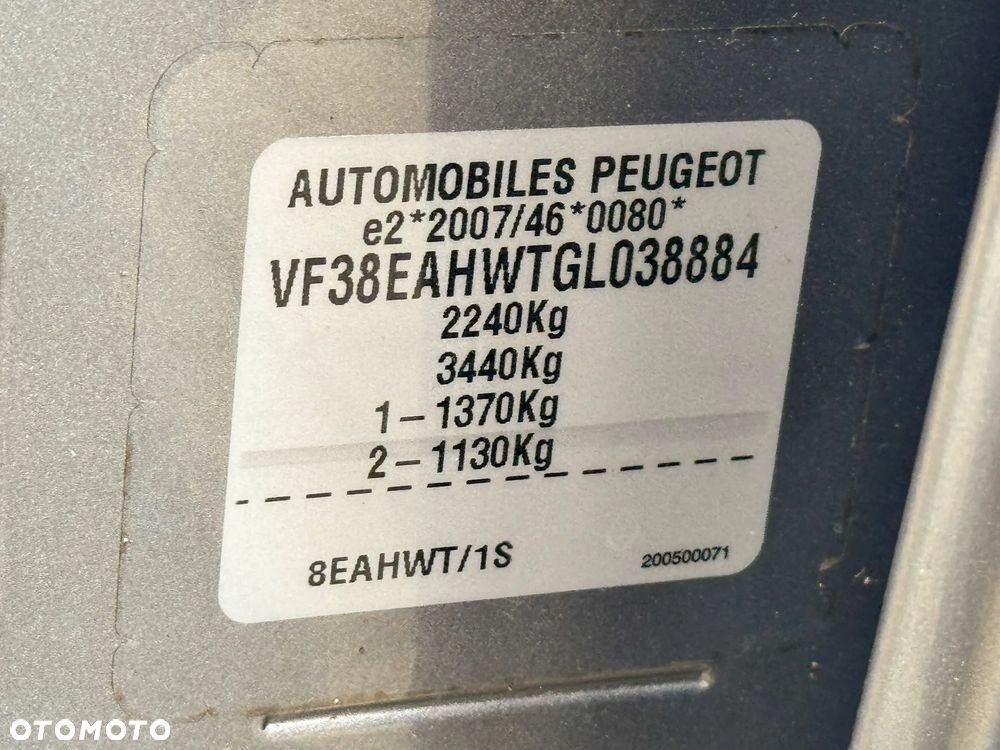 AUTOMOBILES PEUGEOT
e2*2007/46*0080*
VF38EAHWTGL038884
2240Kg
3440Kg
1-1370Kg
2-1130Kg
8EAHWT/1S
200500071
OTOMOTO